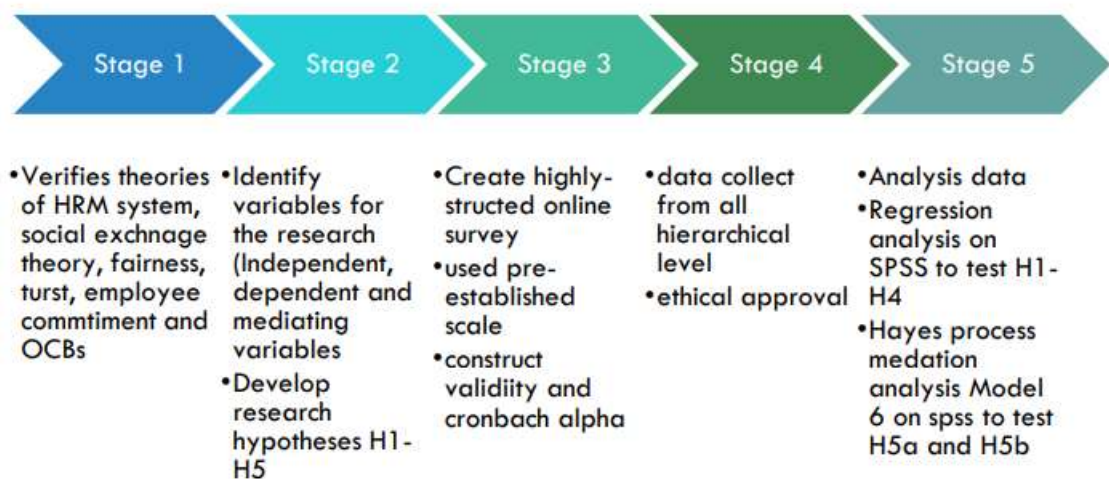 Stage 1
Stage 2
Stage 3
Stage 4
Stage 5
•Verifies theories
of HRM system,
social exchnage
theory, fairness,
turst, employee
commtiment and
OCBs
•Identify
variables for
the research
(Independent,
dependent and
mediating
variables
•Develop
research
hypotheses H1-
H5
•Create highly-
structed online
survey
•used pre-
established
scale
•construct
validiity and
cronbach alpha
•data collect
from all
hierarchical
level
•ethical approval
•Analysis data
•Regression
analysis on
SPSS to test H1-
H4
•Hayes process
medation
analysis Model
6 on spss to test
H5a and H5b